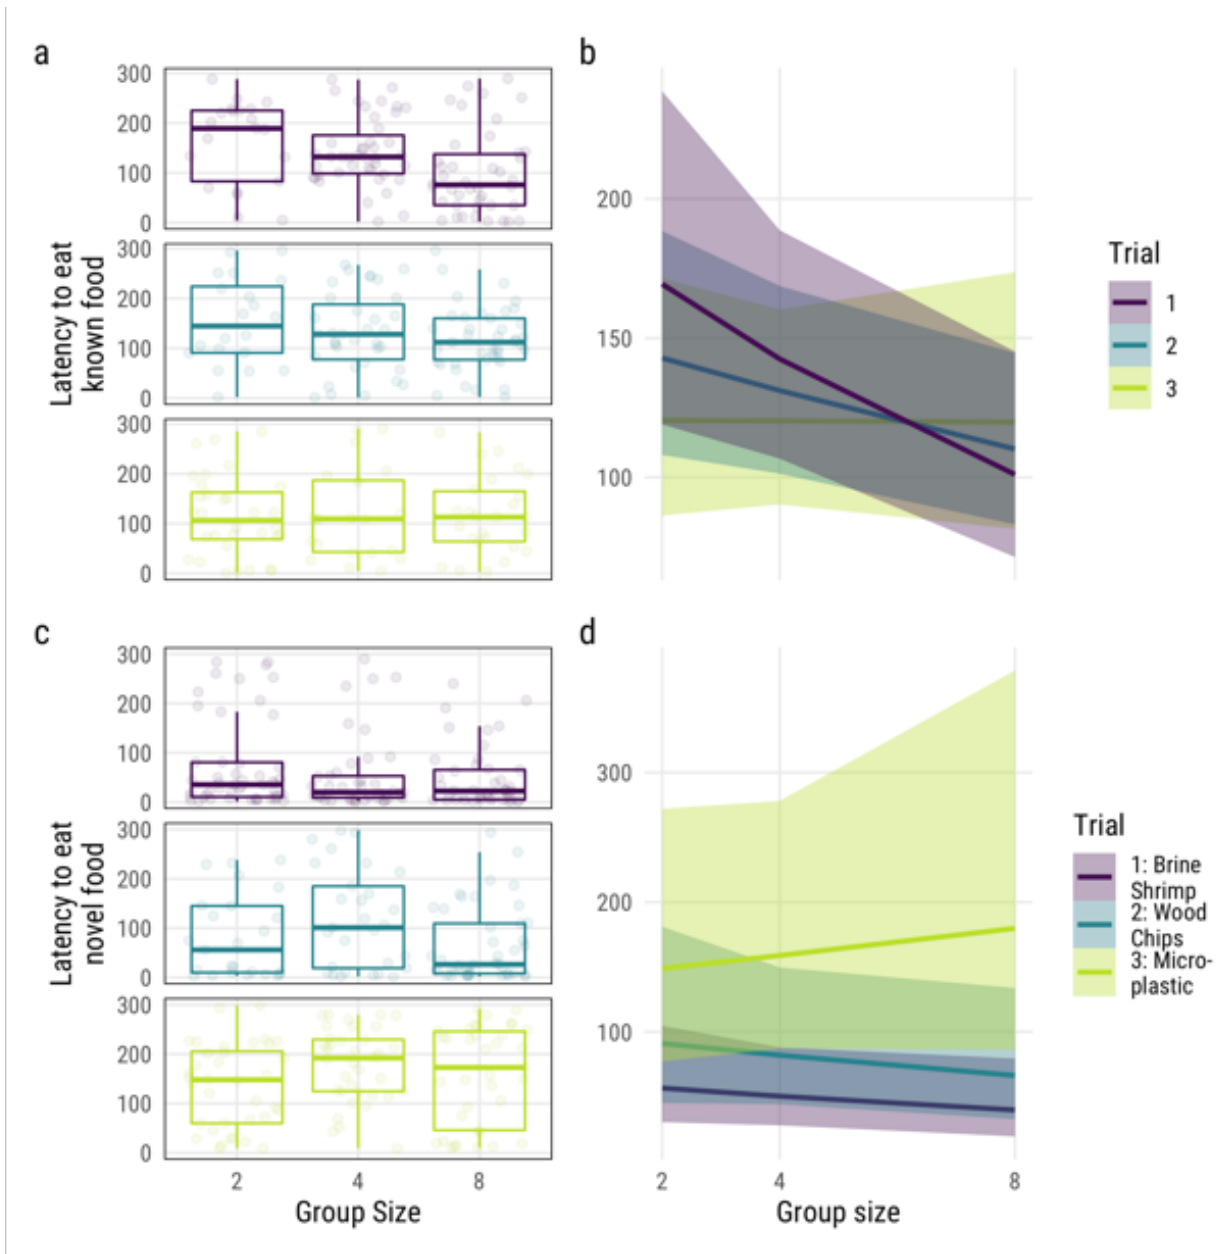 a
b
300
200
100
0
300
200
100
0
300
200
100
0
Latency to eat
known food
200
150
100
Trial
1
2
3
c
d
300
200
100
0
300
200
100
0
300
200
100
0
Latency to eat
novel food
2
4
8
Group Size
300
200
100
2
4
8
Group size
Trial
1: Brine
Shrimp
2: Wood
Chips
3: Micro-
plastic